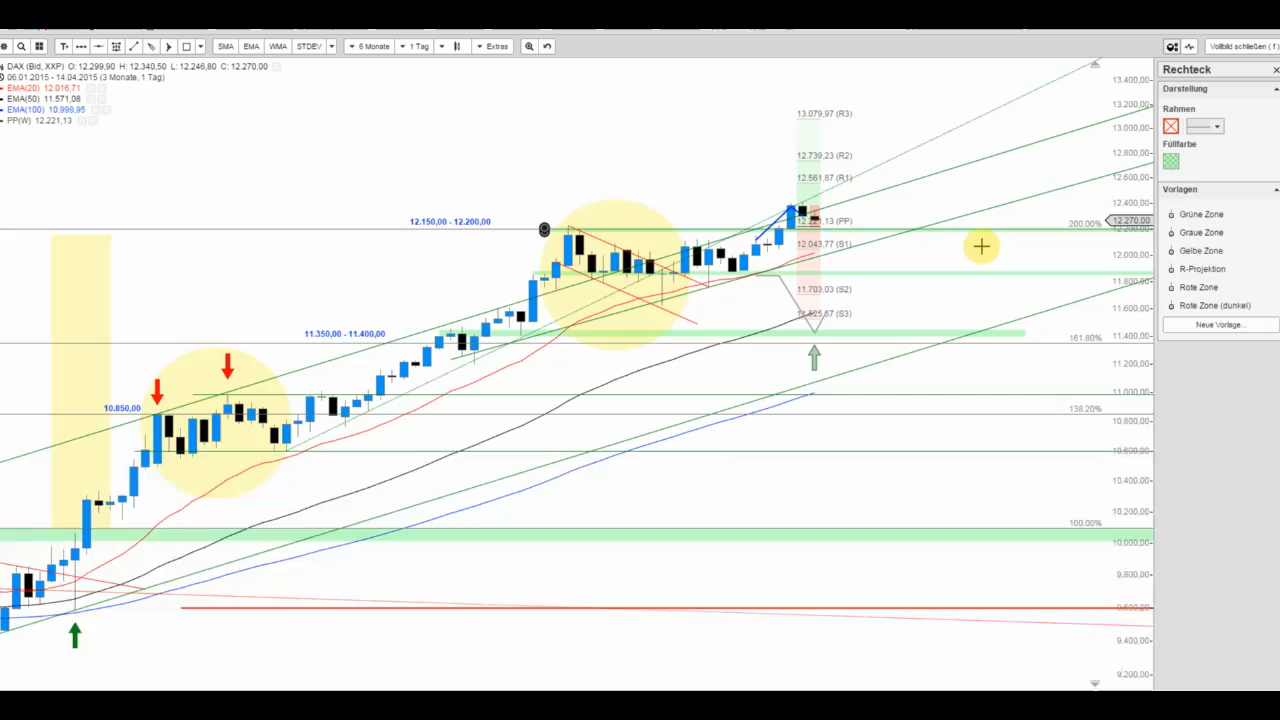 SMA EMA WMA STDEV 6 Monate 1 Tag Extras Vollbild schließen ( f )
DAX (Bid, XXP) O: 12.299,90 H: 12.340,50 L: 12.246,80 C: 12.270,00
06.01.2015 - 14.04.2015 (3 Monate, 1 Tag)
EMA(20) 12.016,71
EMA(50) 11.571,08
EMA(100) 10.998,95
PP(W) 12.221,13
Rechteck
Darstellung
Rahmen
Füllfarbe
Vorlagen
Grüne Zone
Graue Zone
Gelbe Zone
R-Projektion
Rote Zone
Rote Zone (dunkel)
Neue Vorlage...
13.079,97 (R3)
12.739,23 (R2)
12.561,87 (R1)
12.221,13 (PP)
12.043,77 (S1)
11.703,03 (S2)
(S3)
12.150,00 - 12.200,00
11.350,00 - 11.400,00
10.850,00
200.00%
161.80%
138.20%
100.00%
13.400,00
13.200,00
13.000,00
12.800,00
12.600,00
12.400,00
12.270,00
12.200,00
12.000,00
11.800,00
11.600,00
11.400,00
11.200,00
11.000,00
10.800,00
10.600,00
10.400,00
10.200,00
10.000,00
9.800,00
9.600,00
9.400,00
9.200,00